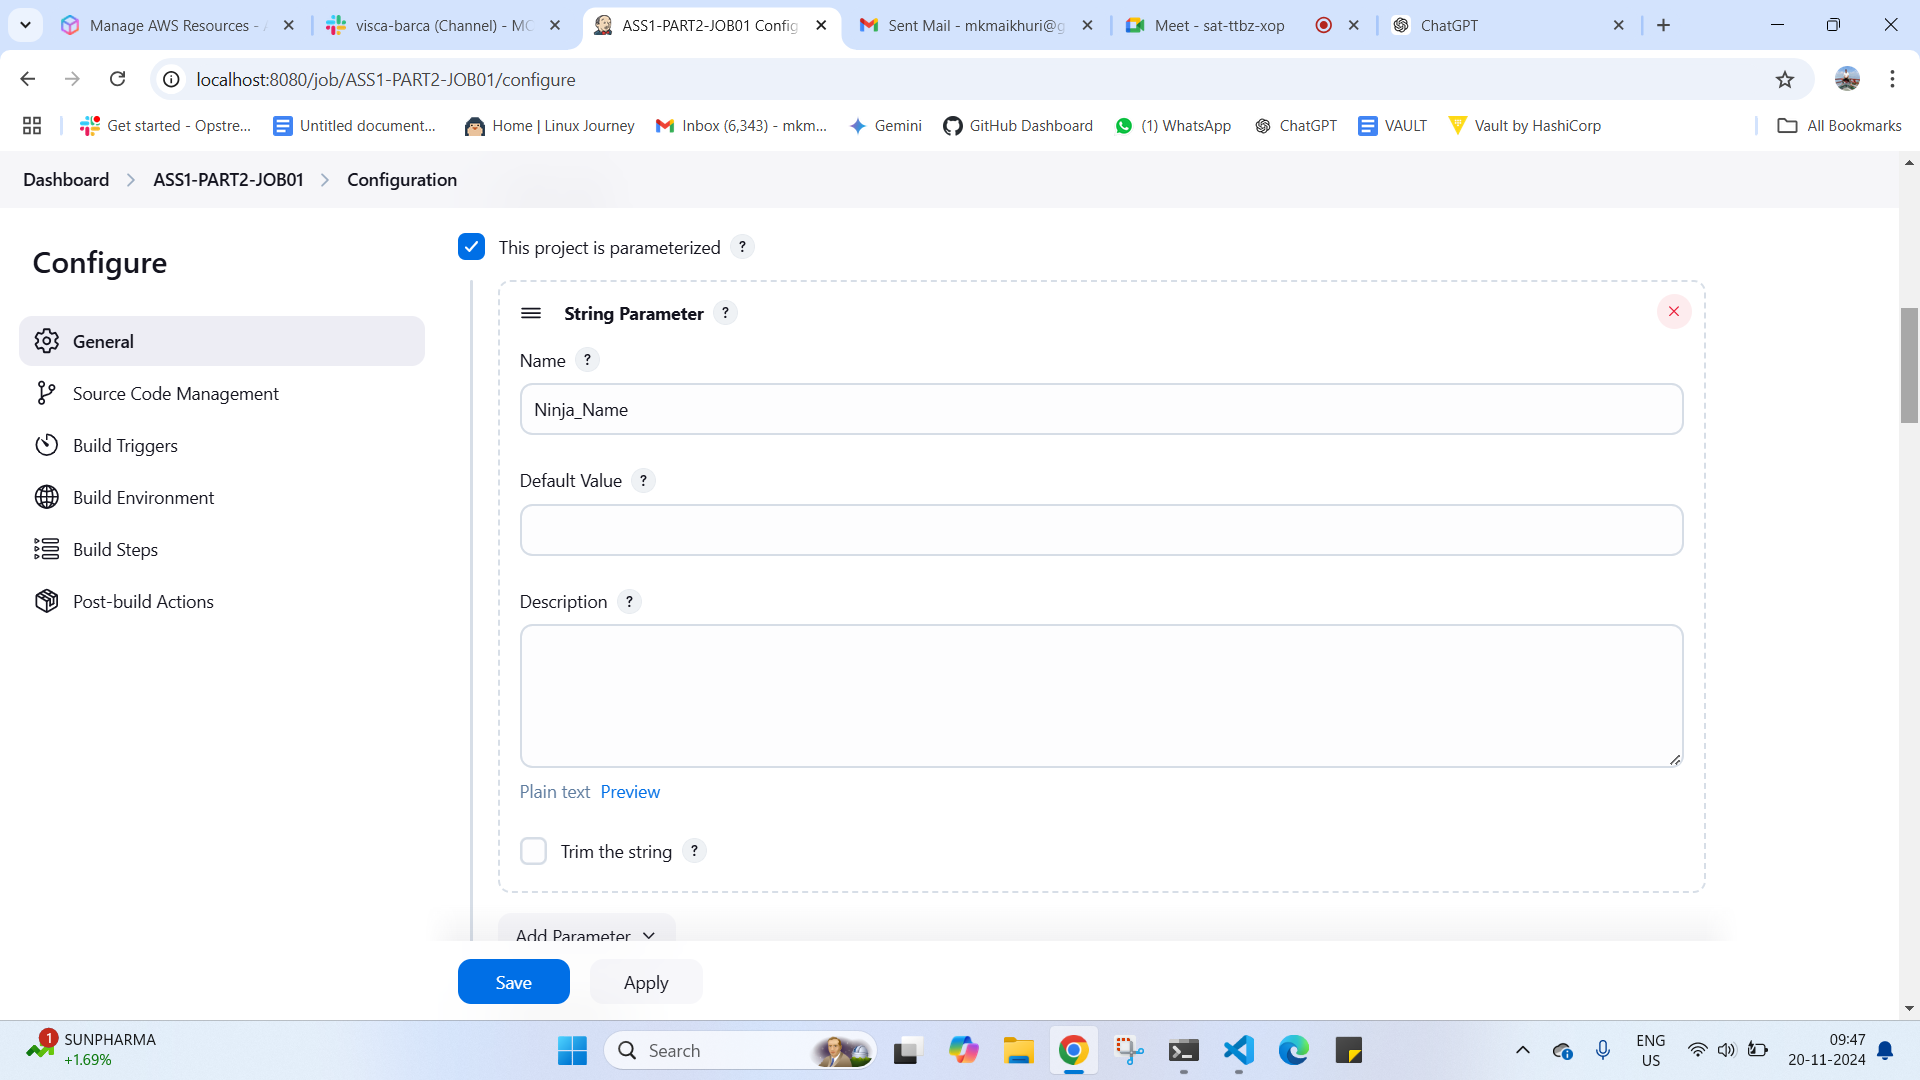 Manage AWS Resources - A
visca-barca (Channel) - MC
ASS1-PART2-JOB01 Config
Sent Mail - mkmaikhuri@g
Meet - sat-ttbz-xop
ChatGPT
localhost:8080/job/ASS1-PART2-JOB01/configure
Get started - Opstre...
Untitled document...
Home | Linux Journey
Inbox (6,343) - mkm...
Gemini
GitHub Dashboard
(1) WhatsApp
ChatGPT
VAULT
Vault by HashiCorp
All Bookmarks
Dashboard > ASS1-PART2-JOB01 > Configuration
Configure
General
Source Code Management
Build Triggers
Build Environment
Build Steps
Post-build Actions
This project is parameterized ?
String Parameter ?
Name ?
Ninja_Name
Default Value ?
Description ?
Plain text Preview
Trim the string ?
Add Parameter
Save
Apply
1
SUNPHARMA
+1.69%
Search
ENG
US
09:47
20-11-2024